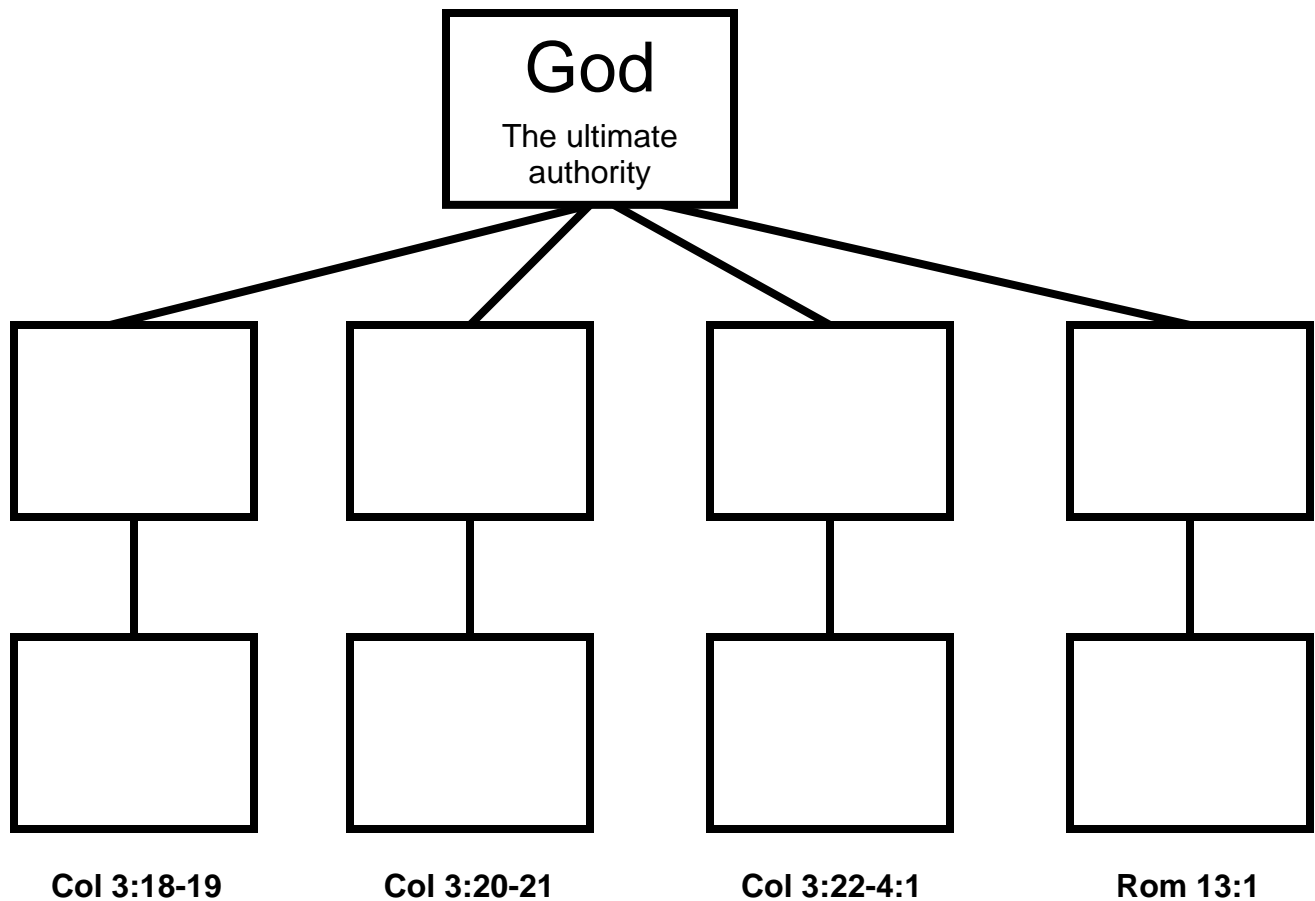 God
The ultimate
authority
Col 3:18-19
Col 3:20-21
Col 3:22-4:1
Rom 13:1